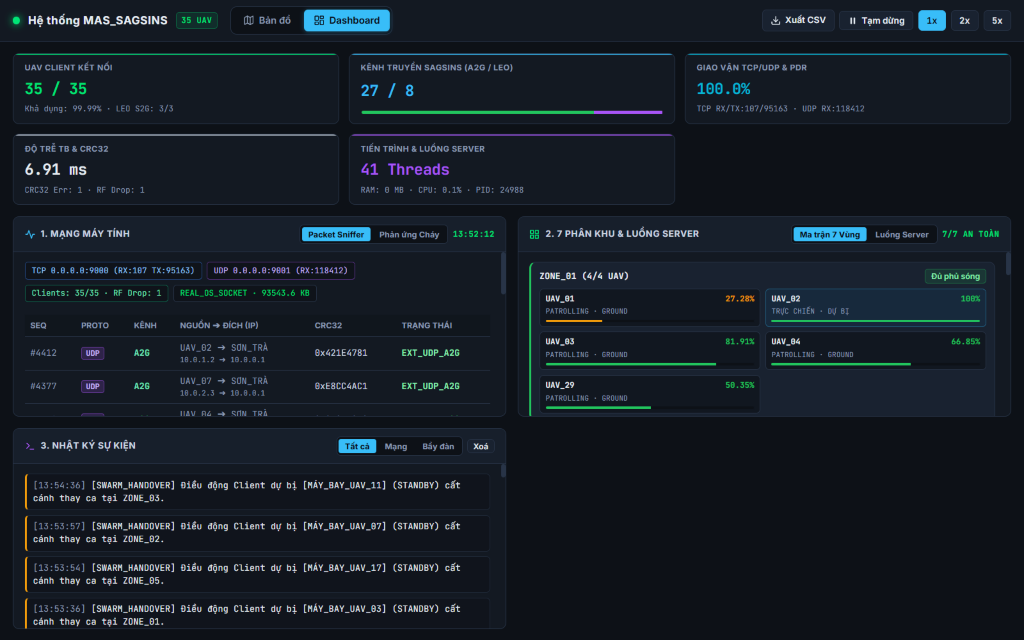 Hệ thống MAS_SAGSINS
35 UAV
Bản đồ
Dashboard
Xuất CSV
Tạm dừng
1x
2x
5x
UAV CLIENT KẾT NỐI
35 / 35
Khả dụng: 99.99% · LEO S2G: 3/3
KÊNH TRUYỀN SAGSINS (A2G / LEO)
27 / 8
GIAO VẬN TCP/UDP & PDR
100.0%
TCP RX/TX:107/95163 · UDP RX:118412
ĐỘ TRỄ TB & CRC32
6.91 ms
CRC32 Err: 1 · RF Drop: 1
TIẾN TRÌNH & LUỒNG SERVER
41 Threads
RAM: 0 MB · CPU: 0.1% · PID: 24988
1. MẠNG MÁY TÍNH
Packet Sniffer
Phản ứng Cháy
13:52:12
TCP 0.0.0.0:9000 (RX:107 TX:95163)
UDP 0.0.0.0:9001 (RX:118412)
Clients: 35/35 · RF Drop: 1
REAL_OS_SOCKET · 93543.6 KB
SEQ PROTO KÊNH NGUỒN ➔ ĐÍCH (IP) CRC32 TRẠNG THÁI
#4412 UDP A2G UAV_02 ➔ SƠN_TRÀ 0x421E4781 EXT_UDP_A2G
10.0.1.2 ➔ 10.0.0.1
#4377 UDP A2G UAV_07 ➔ SƠN_TRÀ 0xE8CC4AC1 EXT_UDP_A2G
10.0.2.3 ➔ 10.0.0.1
UAV_04 ➔ SƠN_TRÀ
2. 7 PHÂN KHU & LUỒNG SERVER
Ma trận 7 Vùng
Luồng Server
7/7 AN TOÀN
ZONE_01 (4/4 UAV)
Đủ phủ sóng
UAV_01 27.28%
PATROLLING · GROUND
UAV_02 100%
TRỰC CHIẾN · DỰ BỊ
UAV_03 81.91%
PATROLLING · GROUND
UAV_04 66.85%
PATROLLING · GROUND
UAV_29 50.35%
PATROLLING · GROUND
3. NHẬT KÝ SỰ KIỆN
Tất cả
Mạng
Bầy đàn
Xoá
[13:54:36] [SWARM_HANDOVER] Điều động Client dự bị [MÁY_BAY_UAV_11] (STANDBY) cất
cánh thay ca tại ZONE_03.
[13:53:57] [SWARM_HANDOVER] Điều động Client dự bị [MÁY_BAY_UAV_07] (STANDBY) cất
cánh thay ca tại ZONE_02.
[13:53:54] [SWARM_HANDOVER] Điều động Client dự bị [MÁY_BAY_UAV_17] (STANDBY) cất
cánh thay ca tại ZONE_05.
[13:53:36] [SWARM_HANDOVER] Điều động Client dự bị [MÁY_BAY_UAV_03] (STANDBY) cất
cánh thay ca tại ZONE_01.